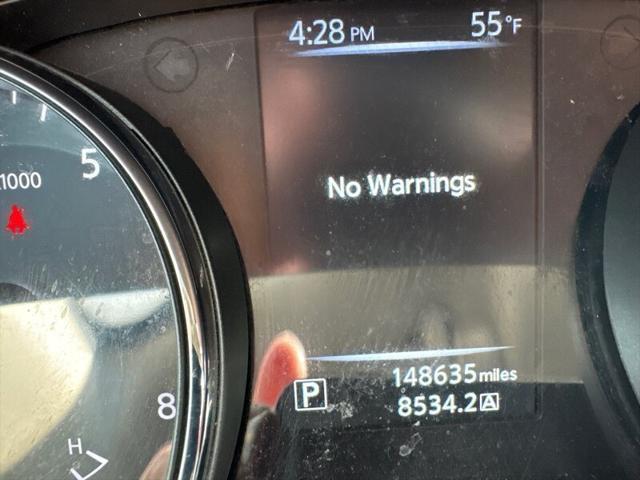 4:28 PM 55°F
5
1000
No Warnings
148635 miles
P 8534.2 A
8
H